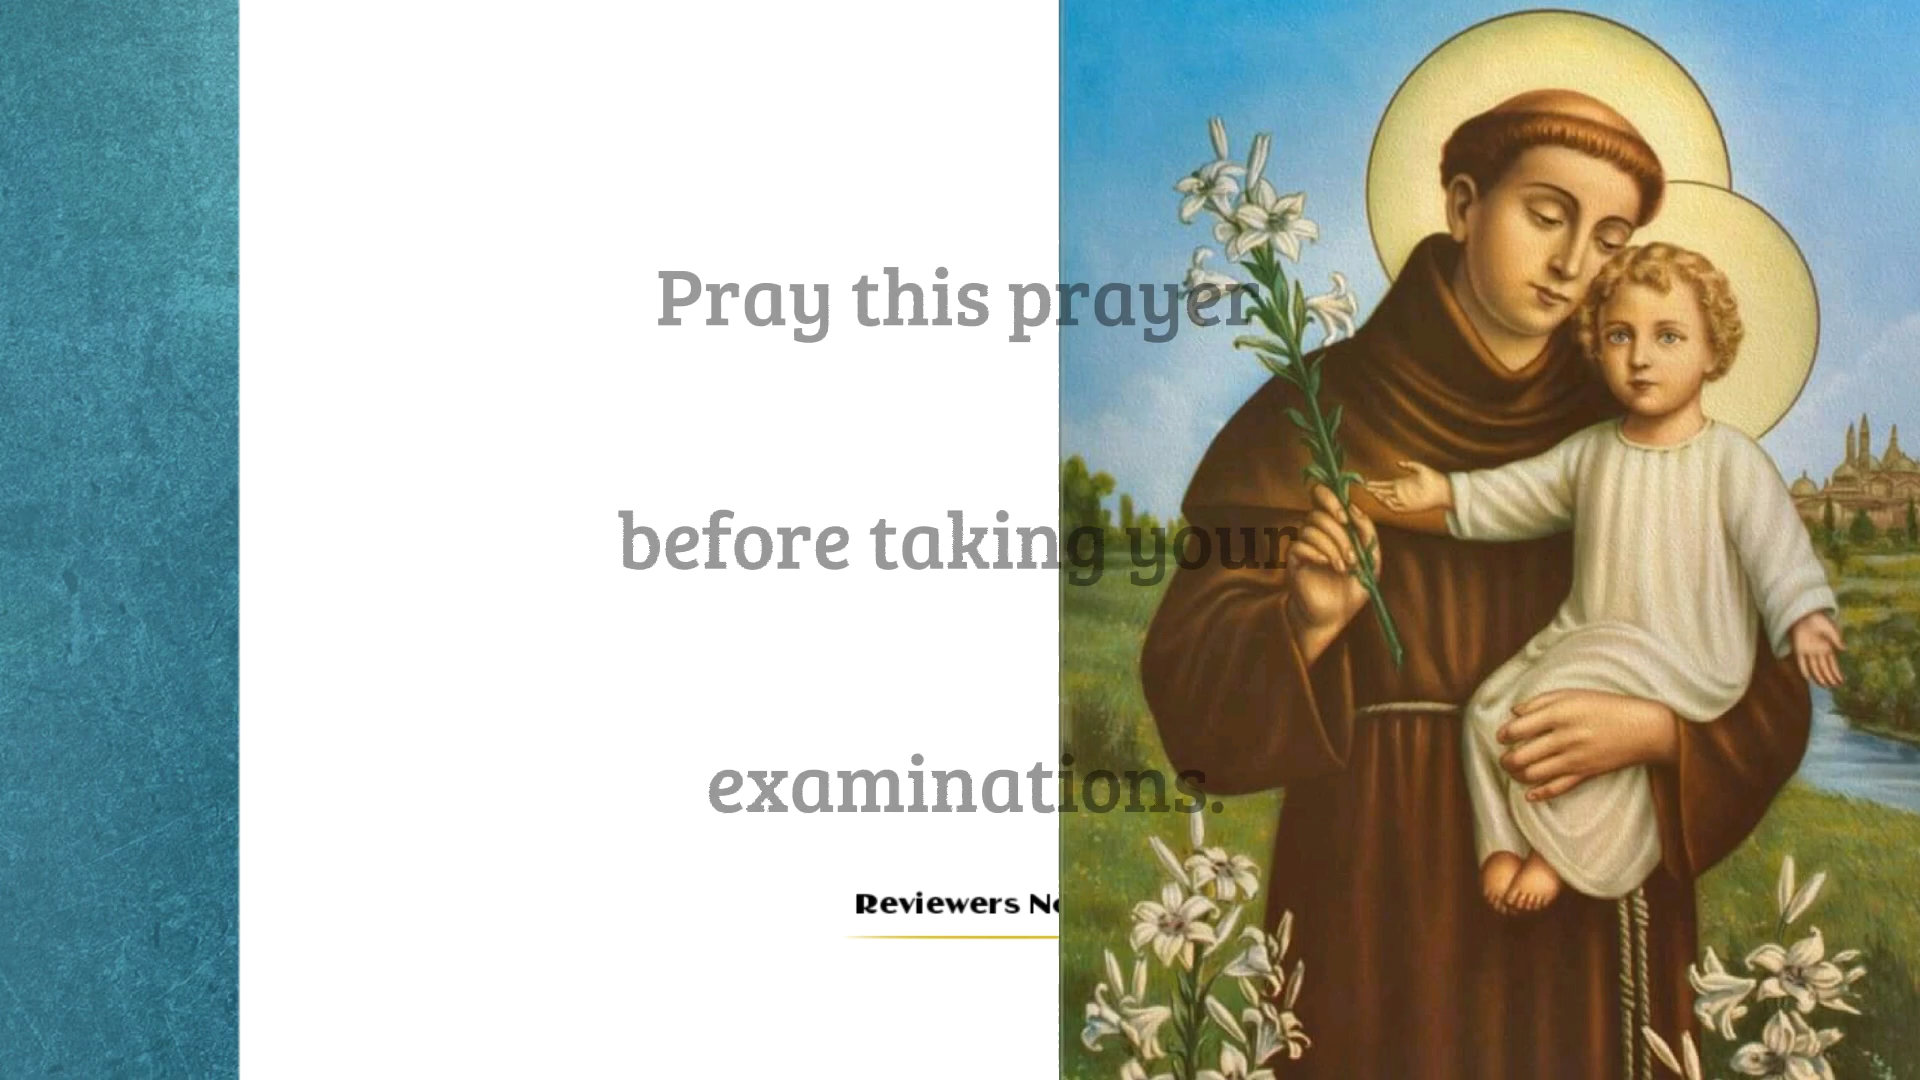 Pray this prayer
before taking your
examinations.
Reviewers